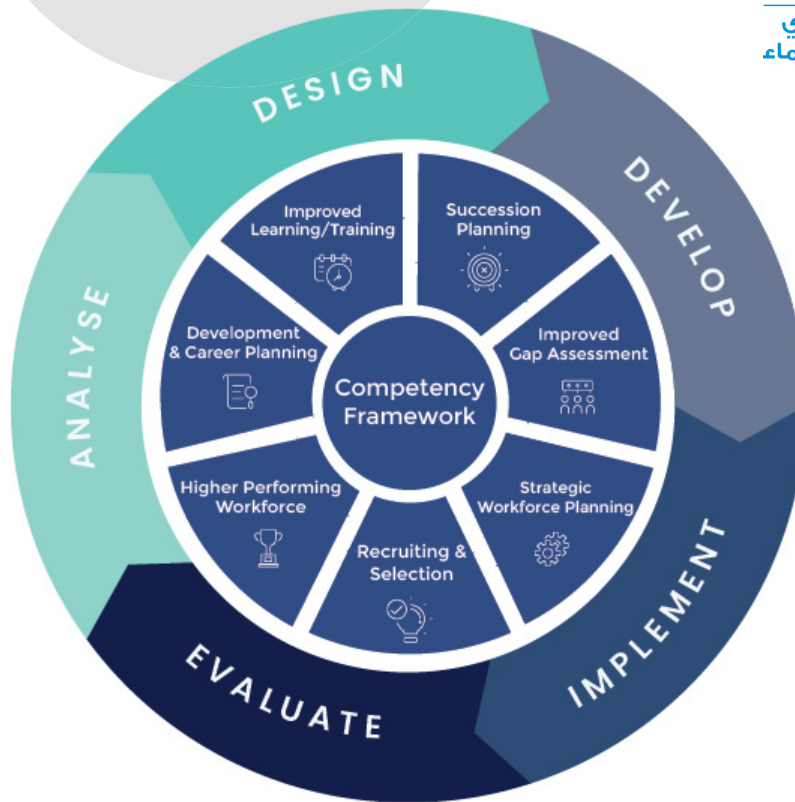 ي
ماء
DESIGN
DEVELOP
IMPLEMENT
EVALUATE
ANALYSE
Improved
Learning/Training
Succession
Planning
Improved
Gap Assessment
Strategic
Workforce Planning
Recruiting &
Selection
Higher Performing
Workforce
Development
& Career Planning
Competency
Framework